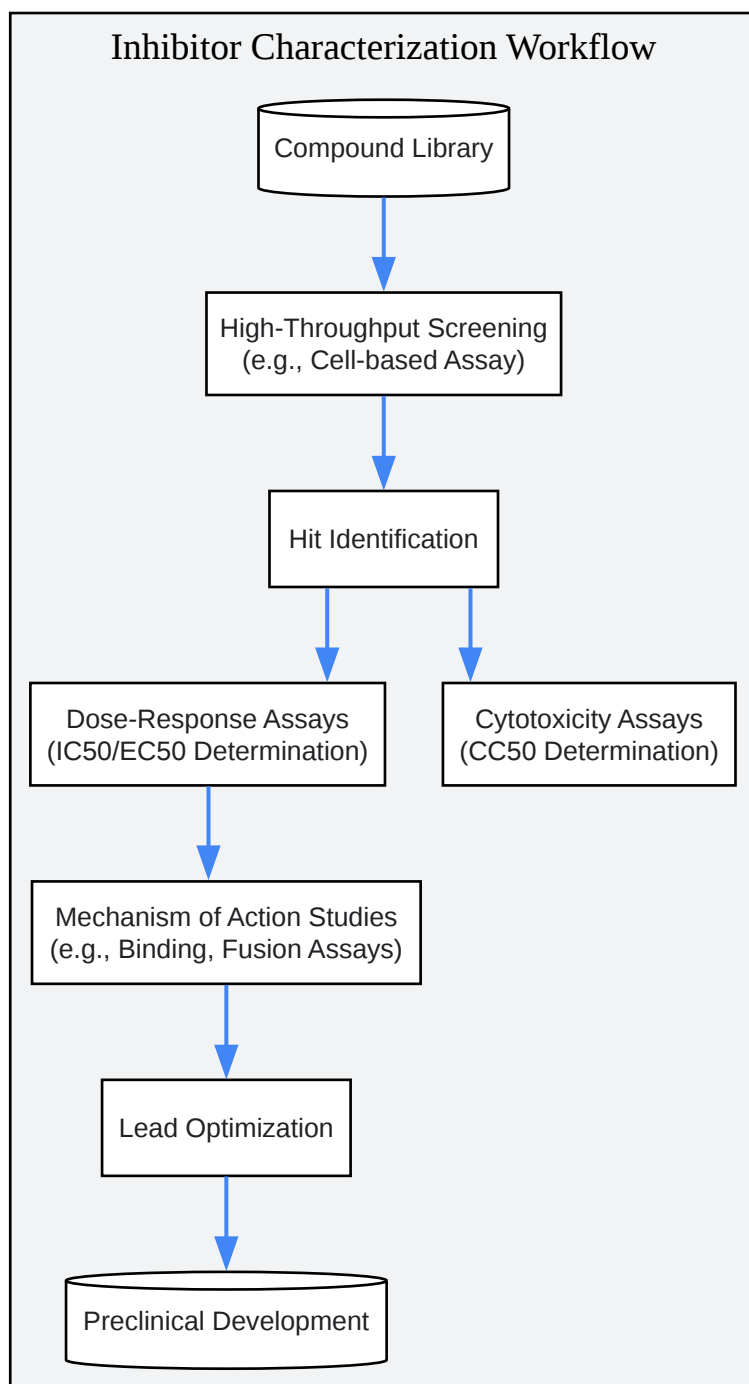 Inhibitor Characterization Workflow
Compound Library
High-Throughput Screening
(e.g., Cell-based Assay)
Hit Identification
Dose-Response Assays
(IC50/EC50 Determination)
Cytotoxicity Assays
(CC50 Determination)
Mechanism of Action Studies
(e.g., Binding, Fusion Assays)
Lead Optimization
Preclinical Development